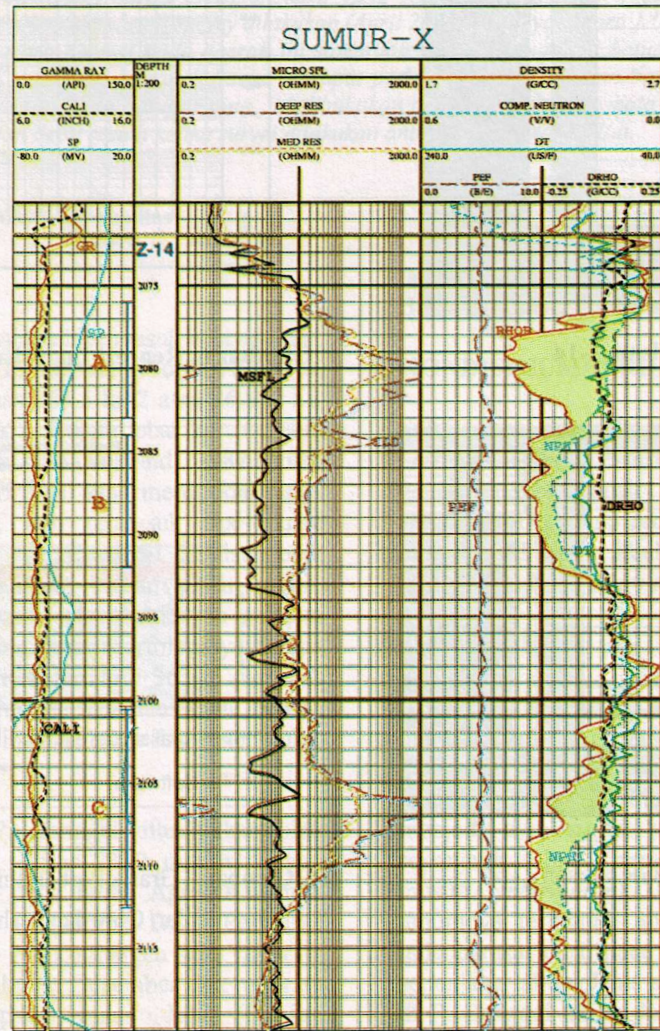 SUMUR-X
GAMMA RAY
0.0 (API) 150.0
CALI
6.0 (INCH) 16.0
SP
-80.0 (MV) 20.0
DEPTH
M
1:200
MICRO SFL
0.2 (OHMM) 2000.0
DEEP RES
0.2 (OHMM) 2000.0
MED RES
0.2 (OHMM) 2000.0
DENSITY
1.7 (G/CC) 2.7
COMP. NEUTRON
0.6 (V/V) 0.0
DT
240.0 (US/F) 40.0
PEF DRHO
0.0 (B/E) 10.0 -0.25 (G/CC) 0.25
GR
Z-14
2075
SP
RHOB
A
2080
MSFL
LLD
2085
NPHI
B
PEF
DRHO
2090
DT
2095
2100
CALI
2105
C
NPHI
2110
2115